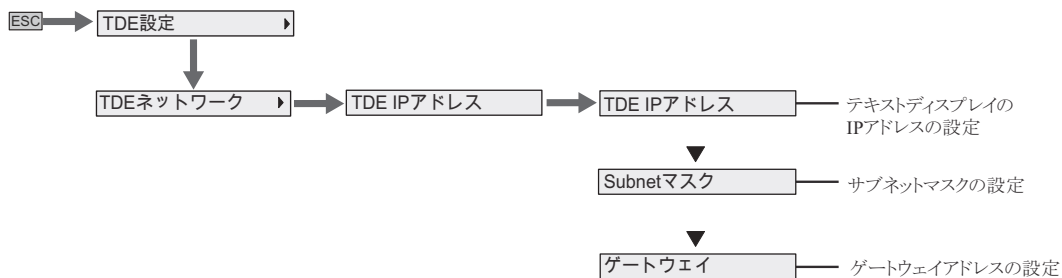 ESC
TDE設定
TDEネットワーク
TDE IPアドレス
TDE IPアドレス
テキストディスプレイの
IPアドレスの設定
Subnetマスク
サブネットマスクの設定
ゲートウェイ
ゲートウェイアドレスの設定